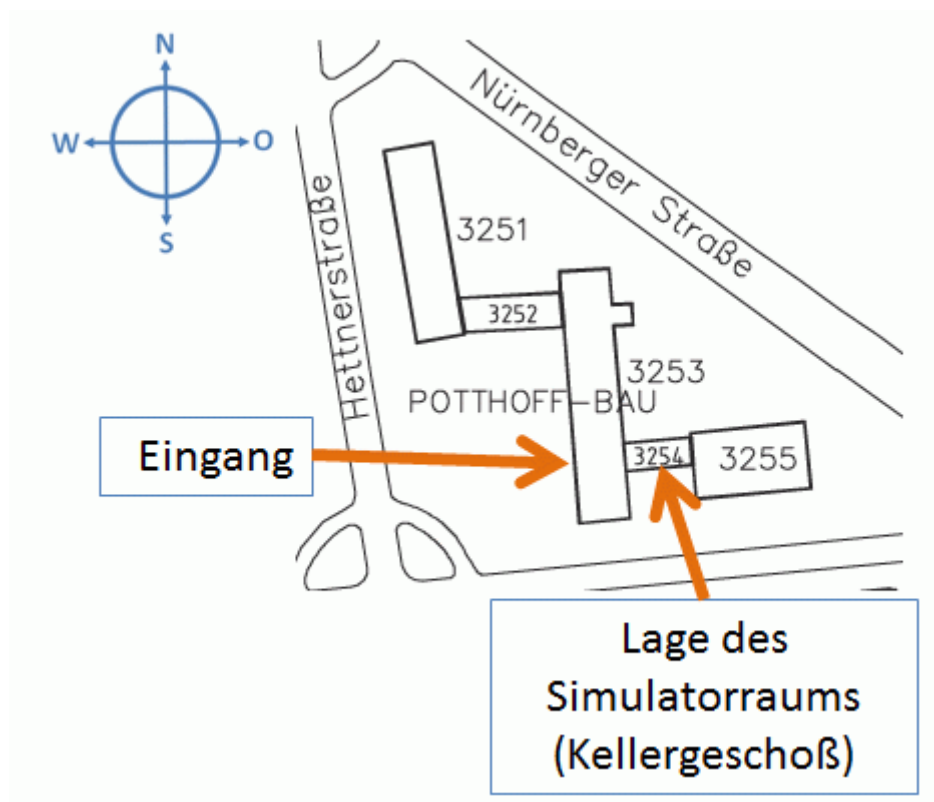 N
W
O
S
Nürnberger Straße
Hettnerstraße
3251
3252
3253
POTTHOFF-BAU
Eingang
3254
3255
Lage des
Simulatorraums
(Kellergeschoß)